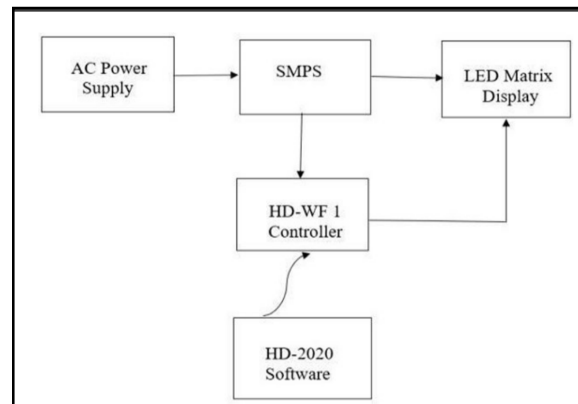 AC Power
Supply
SMPS
LED Matrix
Display
HD-WF 1
Controller
HD-2020
Software